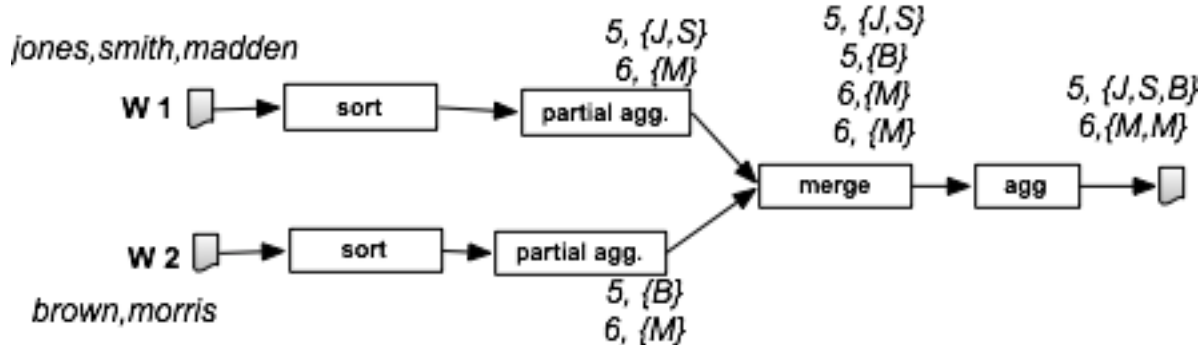 jones,smith,madden
W 1
sort
5, {J,S}
6, {M}
partial agg.
5, {J,S}
5,{B}
6,{M}
6, {M}
merge
agg
5, {J,S,B}
6,{M,M}
W 2
brown,morris
sort
partial agg.
5, {B}
6, {M}